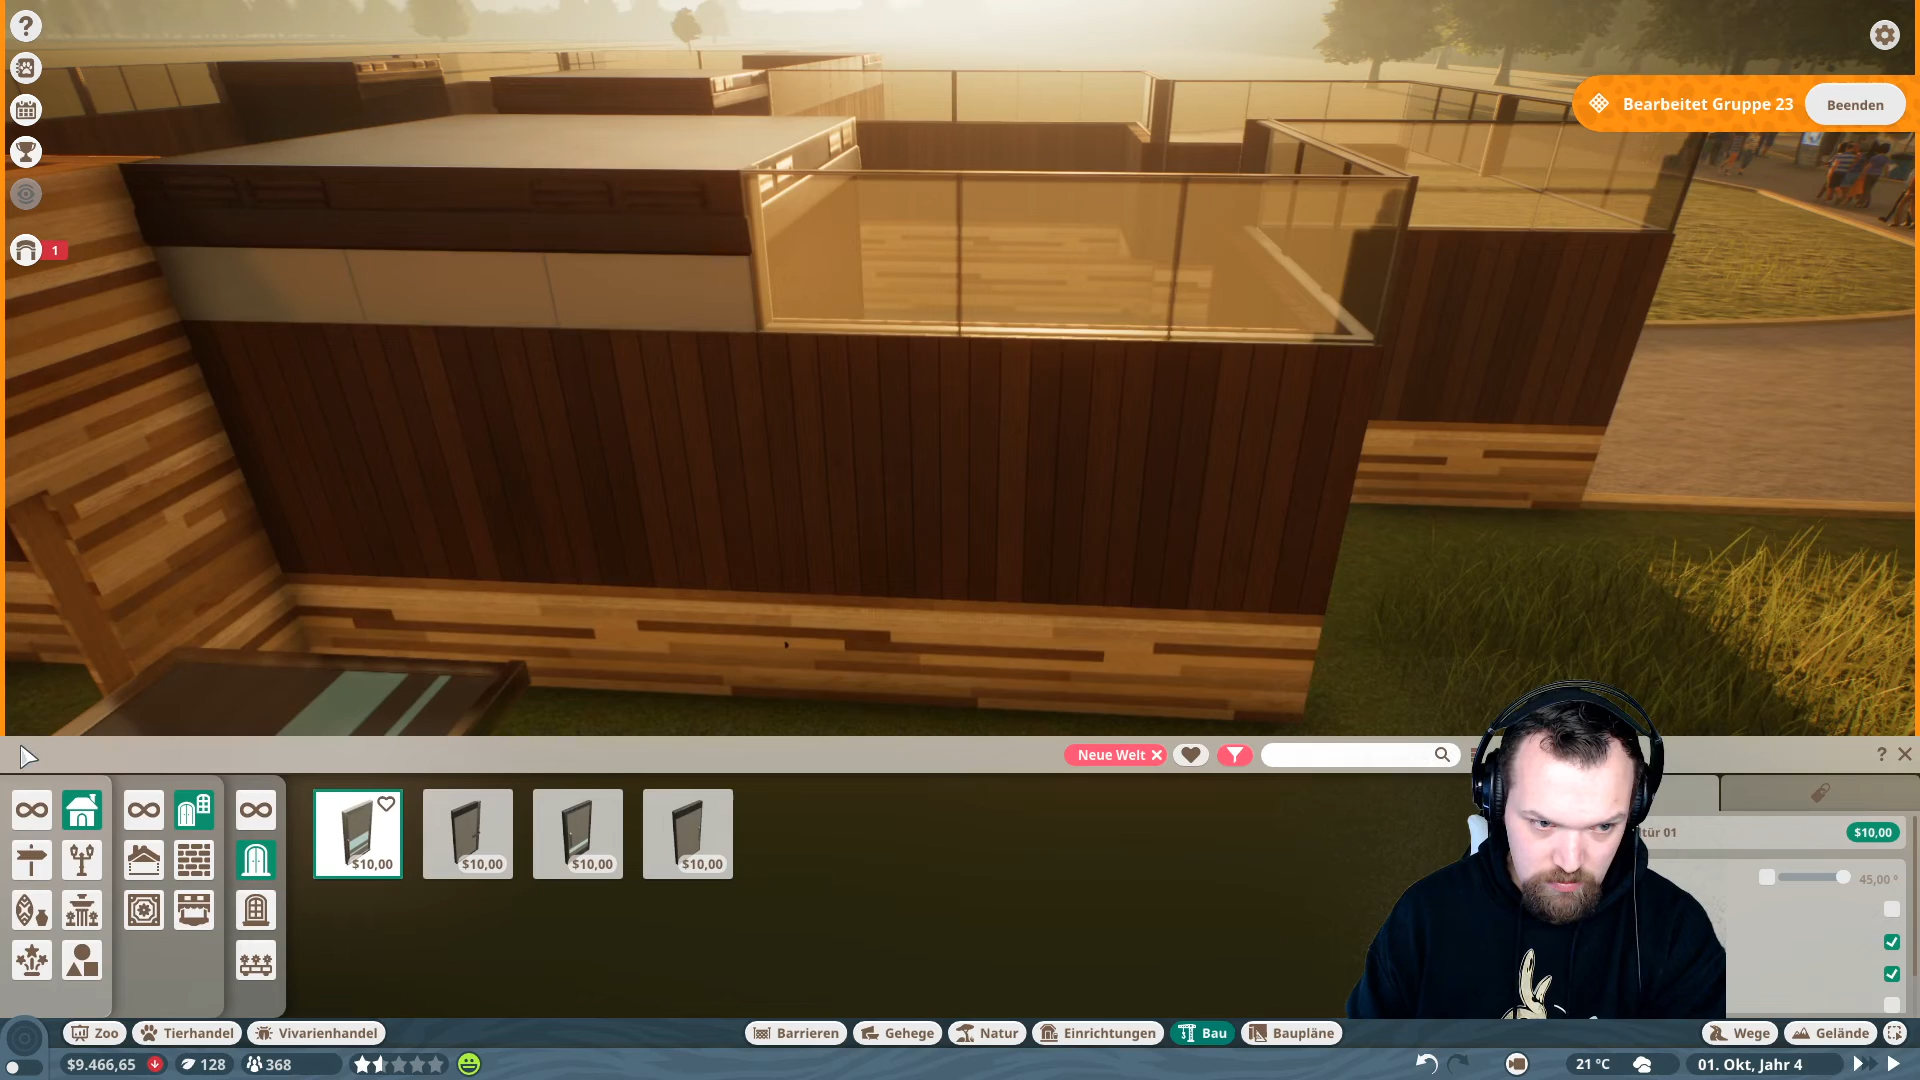 ?
Bearbeitet Gruppe 23
Beenden
1
Neue Welt
?
$10,00
$10,00
$10,00
$10,00
tür 01
$10,00
45,00 °
Zoo
Tierhandel
Vivarienhandel
Barrieren
Gehege
Natur
Einrichtungen
Bau
Baupläne
Wege
Gelände
$9.466,65
128
368
21 °C
01. Okt, Jahr 4